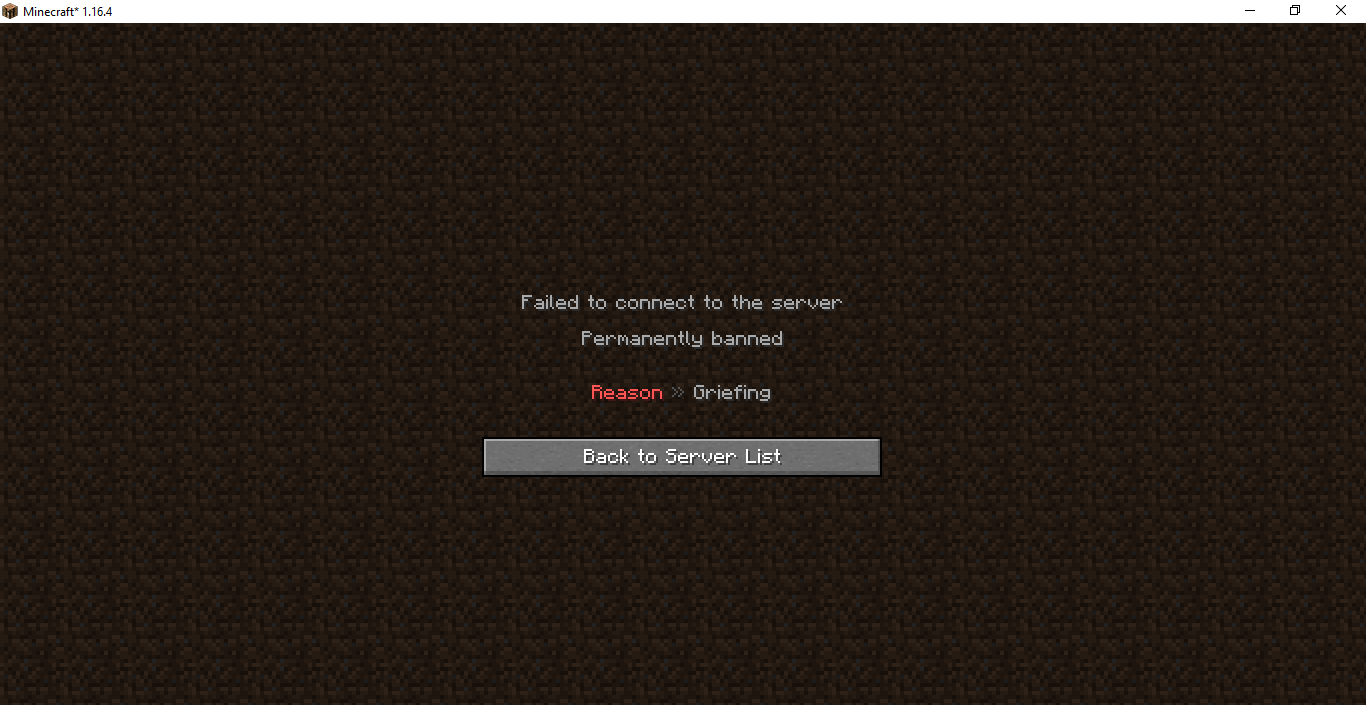 Minecraft* 1.16.4
Failed to connect to the server
Permanently banned
Reason » Griefing
Back to Server List